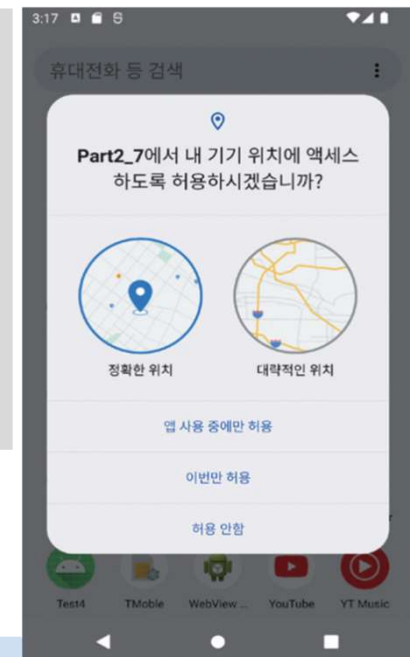 3:17
휴대전화 등 검색
Part2_7에서 내 기기 위치에 액세스
하도록 허용하시겠습니까?
정확한 위치
대략적인 위치
앱 사용 중에만 허용
이번만 허용
허용 안함
Test4
TMoble
WebView ...
YouTube
YT Music